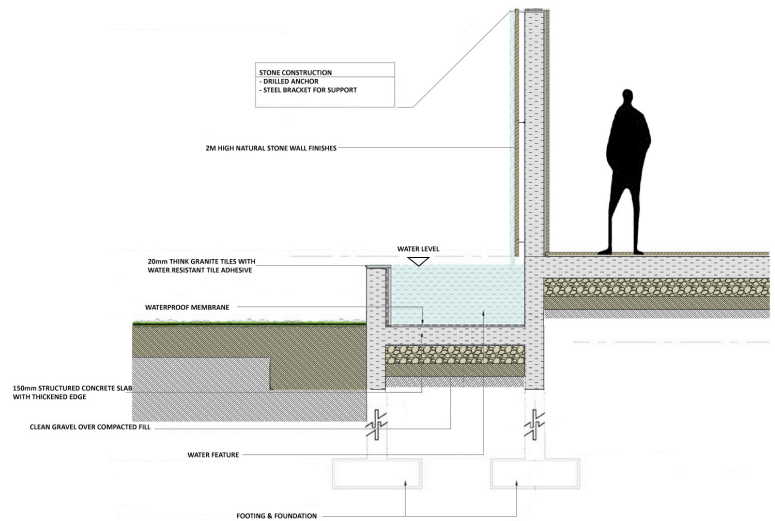 STONE CONSTRUCTION
- DRILLED ANCHOR
- STEEL BRACKET FOR SUPPORT
2M HIGH NATURAL STONE WALL FINISHES
WATER LEVEL
20mm THINK GRANITE TILES WITH
WATER RESISTANT TILE ADHESIVE
WATERPROOF MEMBRANE
150mm STRUCTURED CONCRETE SLAB
WITH THICKENED EDGE
CLEAN GRAVEL OVER COMPACTED FILL
WATER FEATURE
FOOTING & FOUNDATION